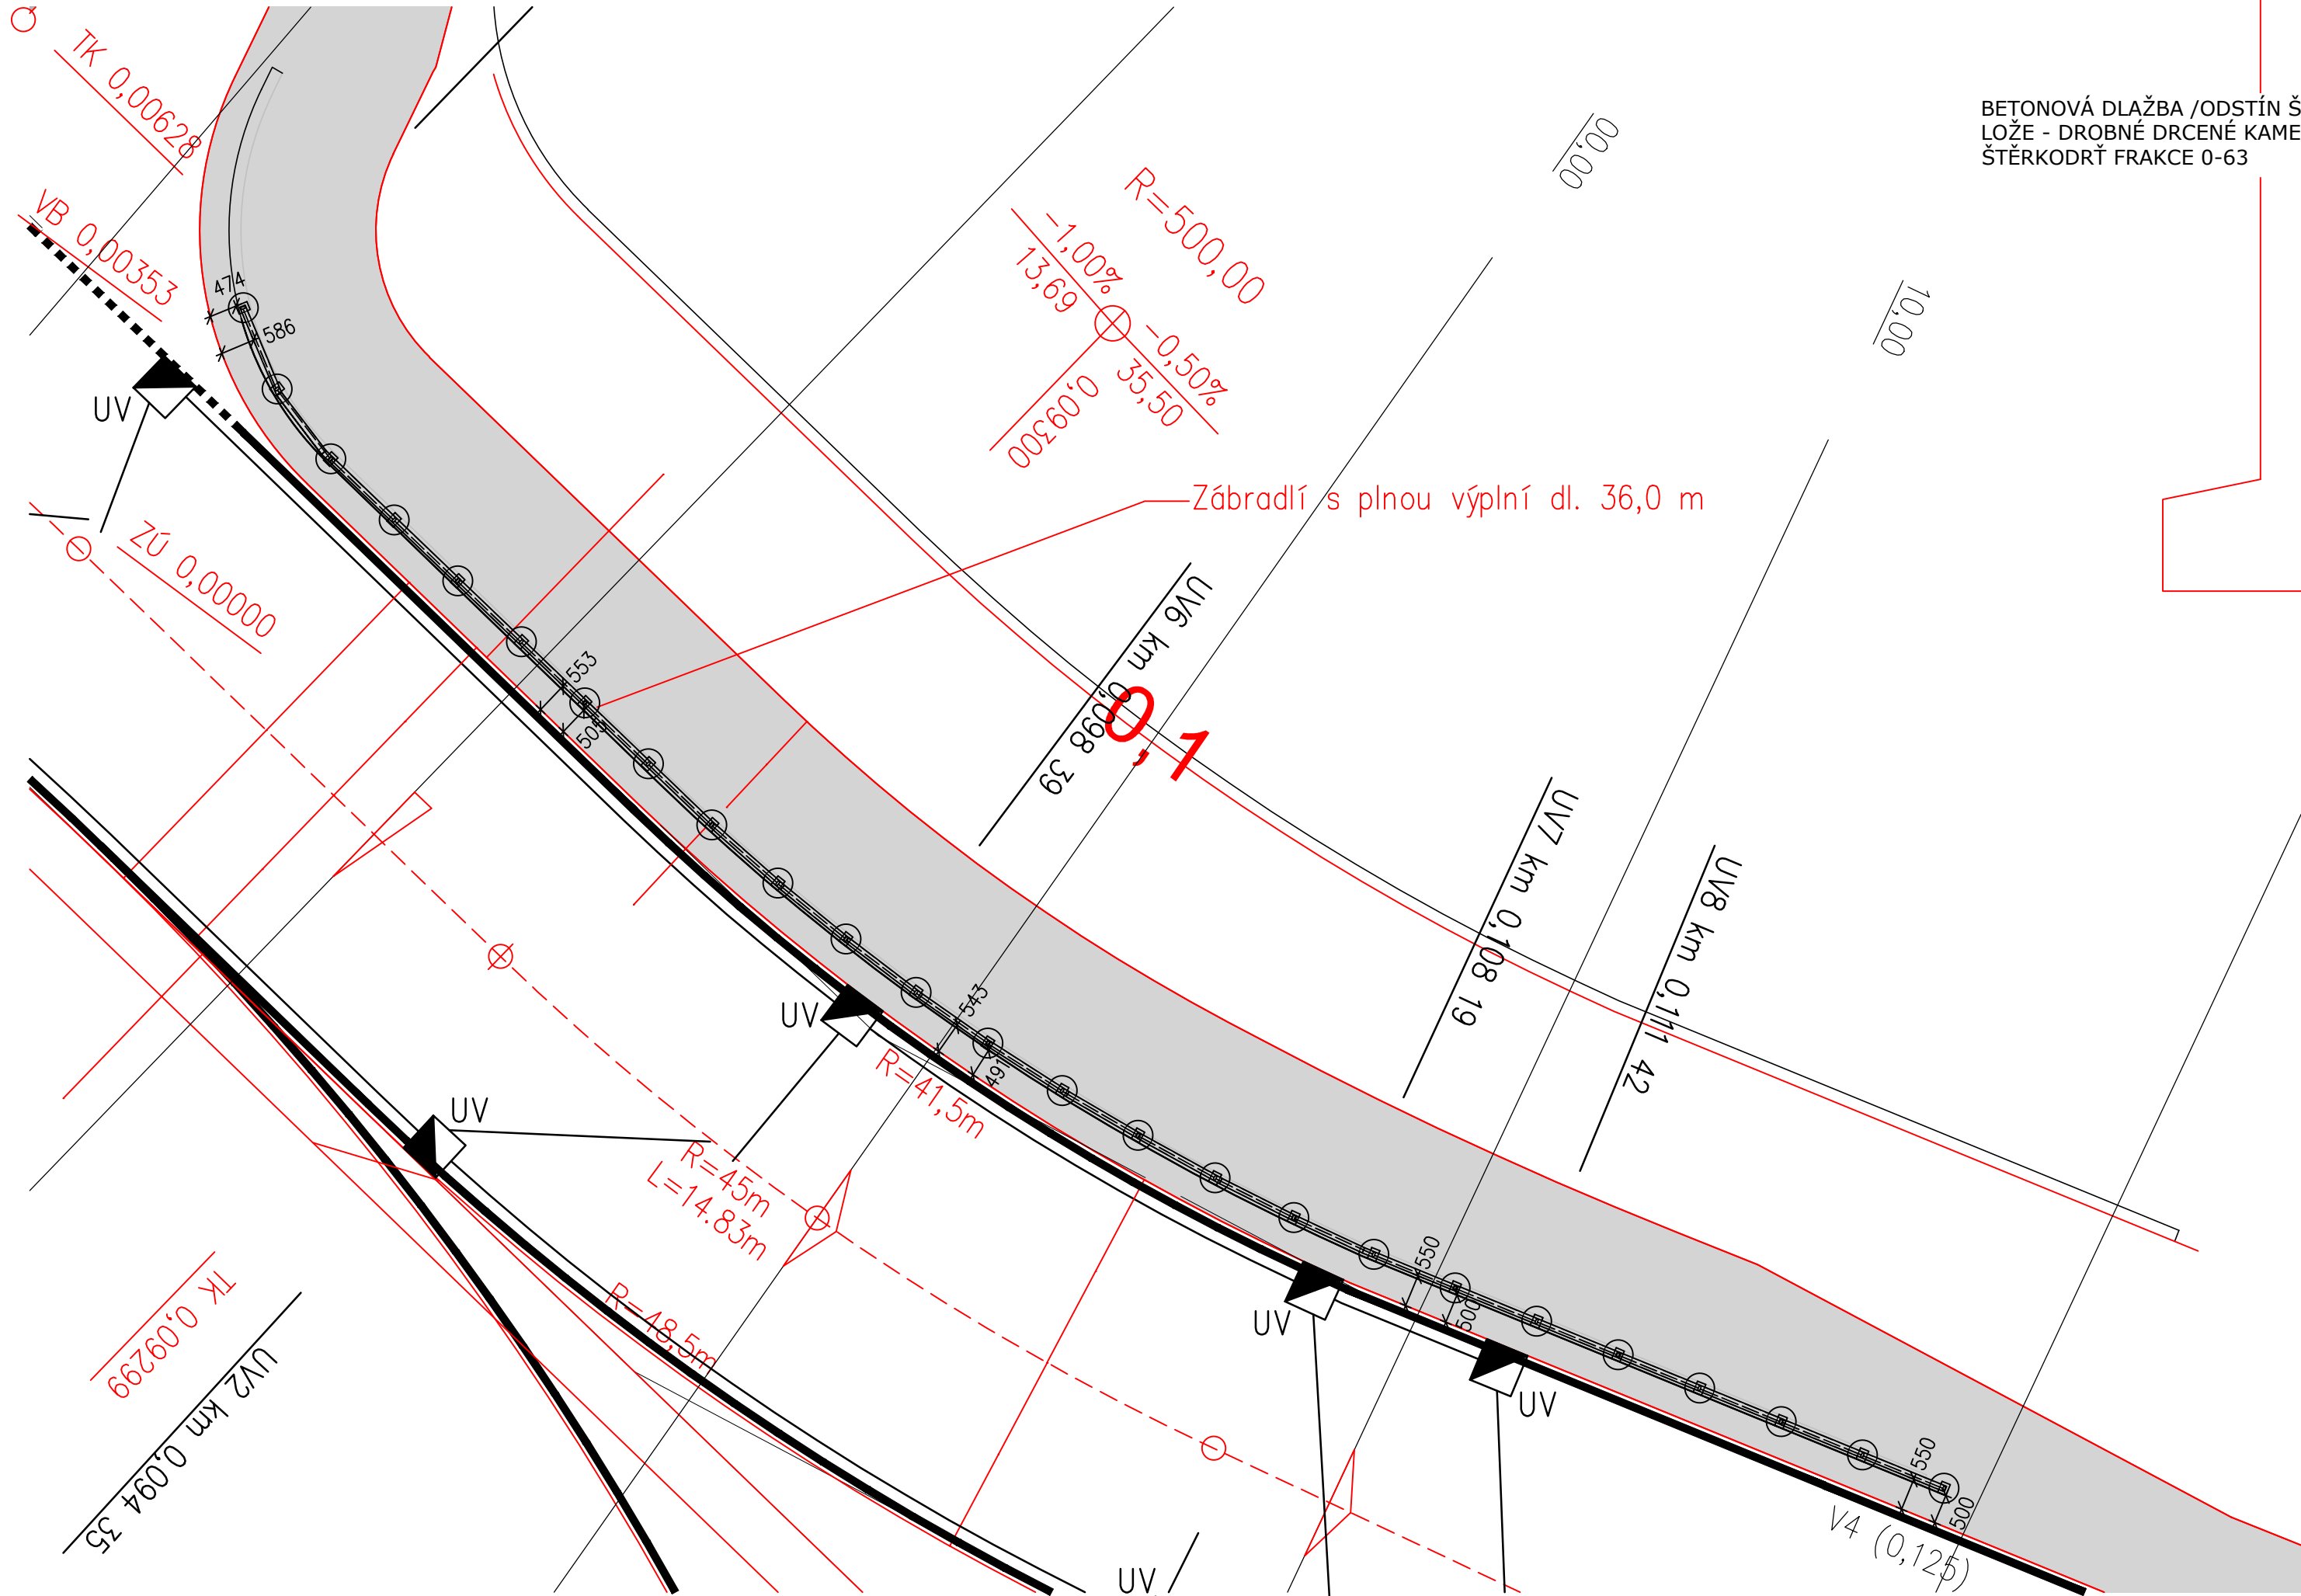 TK 0,00628
BETONOVÁ DLAŽBA /ODSTÍN Š
LOŽE - DROBNÉ DRCENÉ KAME
ŠTĚRKODRŤ FRAKCE 0-63
00,00
R=500,00
VB 0,00353
-1,00%
13,69
-0,50%
35,50
0,09300
10,00
474
586
UV
Zábradlí s plnou výplní dl. 36,0 m
ZÚ 0,00000
UV6 km 0,098 39
553
503
0,1
UV7 km 0,108 19
UV8 km 0,111 42
543
491
UV
R=41,5m
UV
R=45m
L=14.83m
550
500
UV
R=48,5m
TK 0,09299
UV2 km 0,094 35
UV
550
500
V4 (0,125)
UV